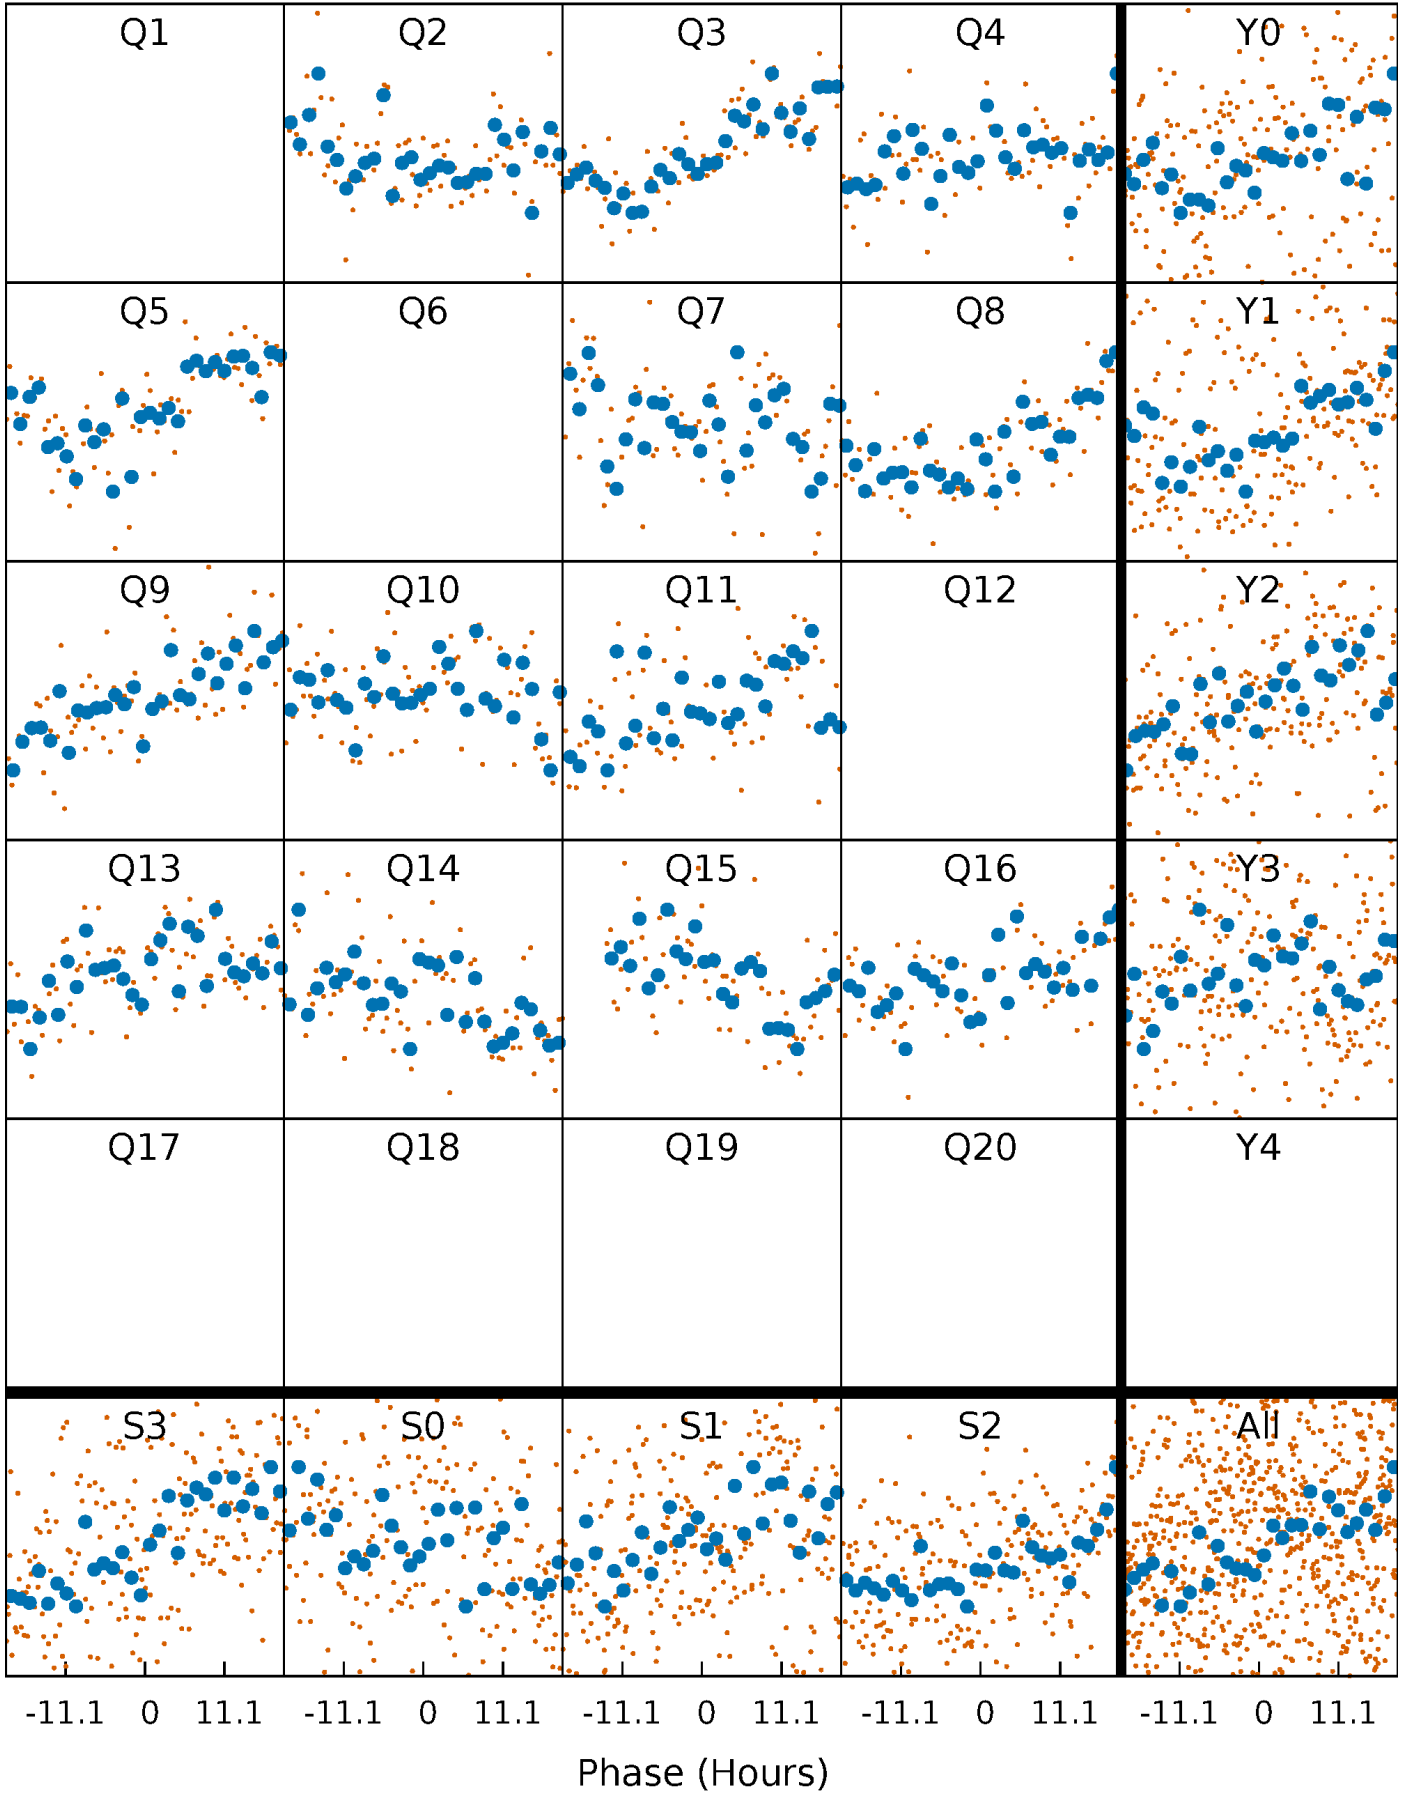 Q1 Q2 Q3 Q4 Y0
Q5 Q6 Q7 Q8 Y1
Q9 Q10 Q11 Q12 Y2
Q13 Q14 Q15 Q16 Y3
Q17 Q18 Q19 Q20 Y4
S3 S0 S1 S2 All
-11.1 0 11.1 -11.1 0 11.1 -11.1 0 11.1 -11.1 0 11.1 -11.1 0 11.1
Phase (Hours)